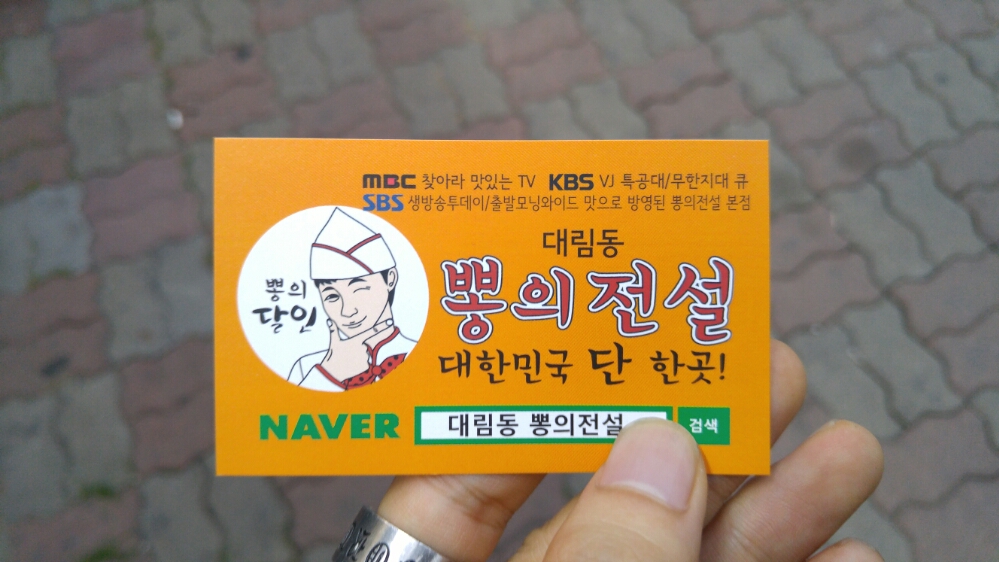 MBC 찾아라 맛있는 TV KBS VJ 특공대/무한지대 큐
SBS 생방송투데이/출발모닝와이드 맛으로 방영된 뽕의전설 본점
대림동
뽕의전설
대한민국 단 한곳!
뽕의
달인
NAVER 대림동 뽕의전설 검색